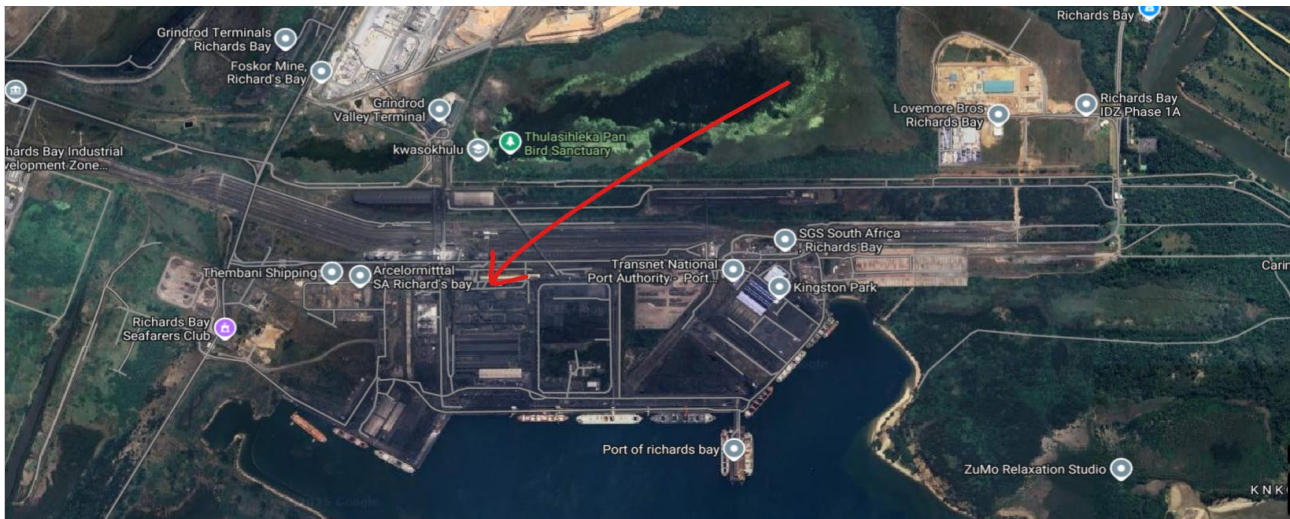 Richards Bay
Grindrod Terminals
Richards Bay
Foskor Mine,
Richard's Bay
Grindrod
Valley Terminal
Lovemore Bros
Richards Bay
Richards Bay
IDZ Phase 1A
Thulasihleka Pan
Bird Sanctuary
kwasokhulu
hards Bay Industrial
velopment Zone...
SGS South Africa
, Richards Bay
Transnet National
Port Authority - Port...
Kingston Park
Carin
Thembani Shipping
Arcelormitttal
SA Richard's bay
Richards Bay
Seafarers Club
Port of richards bay
ZuMo Relaxation Studio
K N K